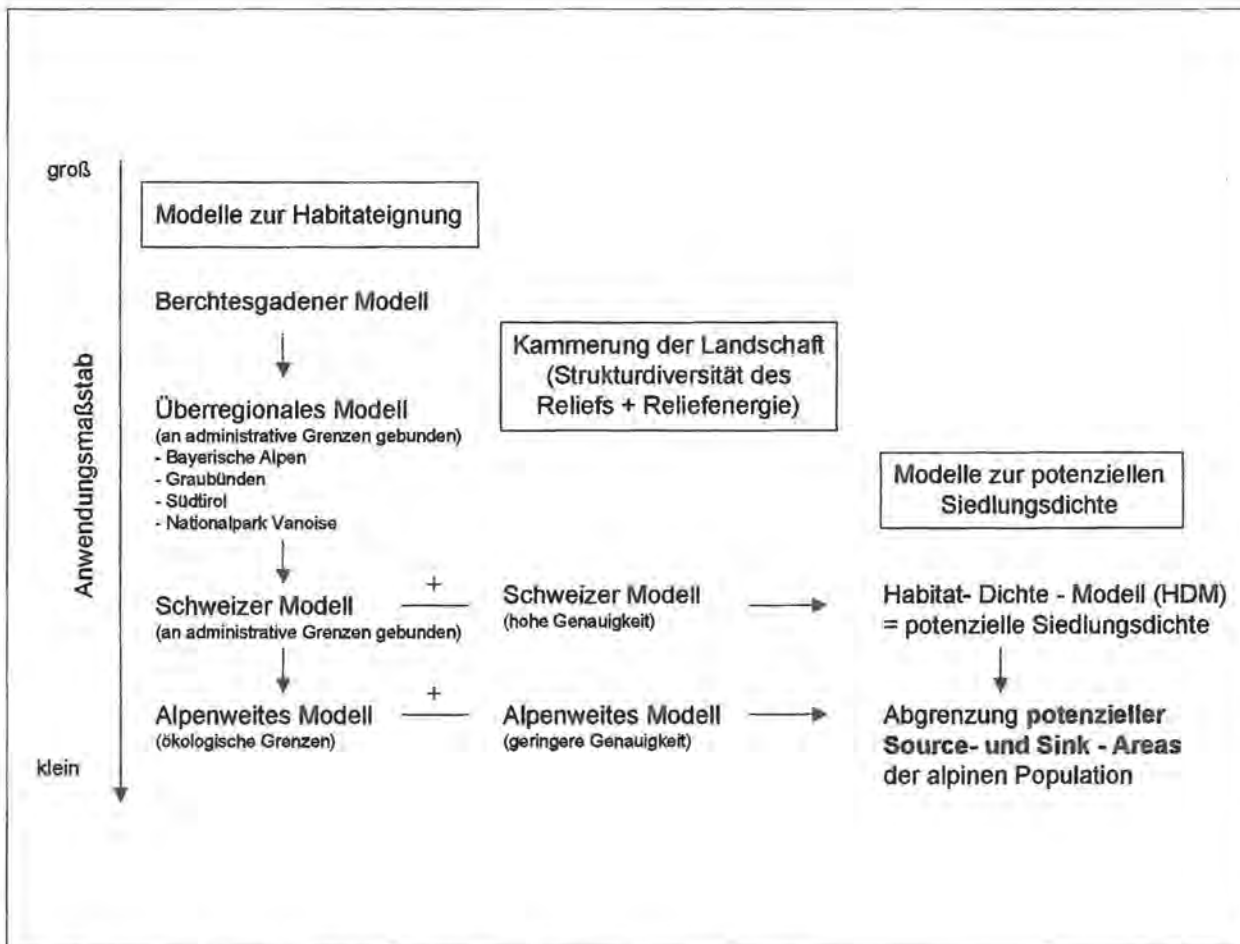 groß
Anwendungsmaßstab
klein
Modelle zur Habitateignung
Berchtesgadener Modell
Überregionales Modell
(an administrative Grenzen gebunden)
- Bayerische Alpen
- Graubünden
- Südtirol
- Nationalpark Vanoise
Kammerung der Landschaft
(Strukturdiversität des
Reliefs + Reliefenergie)
Modelle zur potenziellen
Siedlungsdichte
Schweizer Modell
(an administrative Grenzen gebunden)
+
Schweizer Modell
(hohe Genauigkeit)
Habitat- Dichte - Modell (HDM)
= potenzielle Siedlungsdichte
Alpenweites Modell
(ökologische Grenzen)
+
Alpenweites Modell
(geringere Genauigkeit)
Abgrenzung potenzieller
Source- und Sink - Areas
der alpinen Population